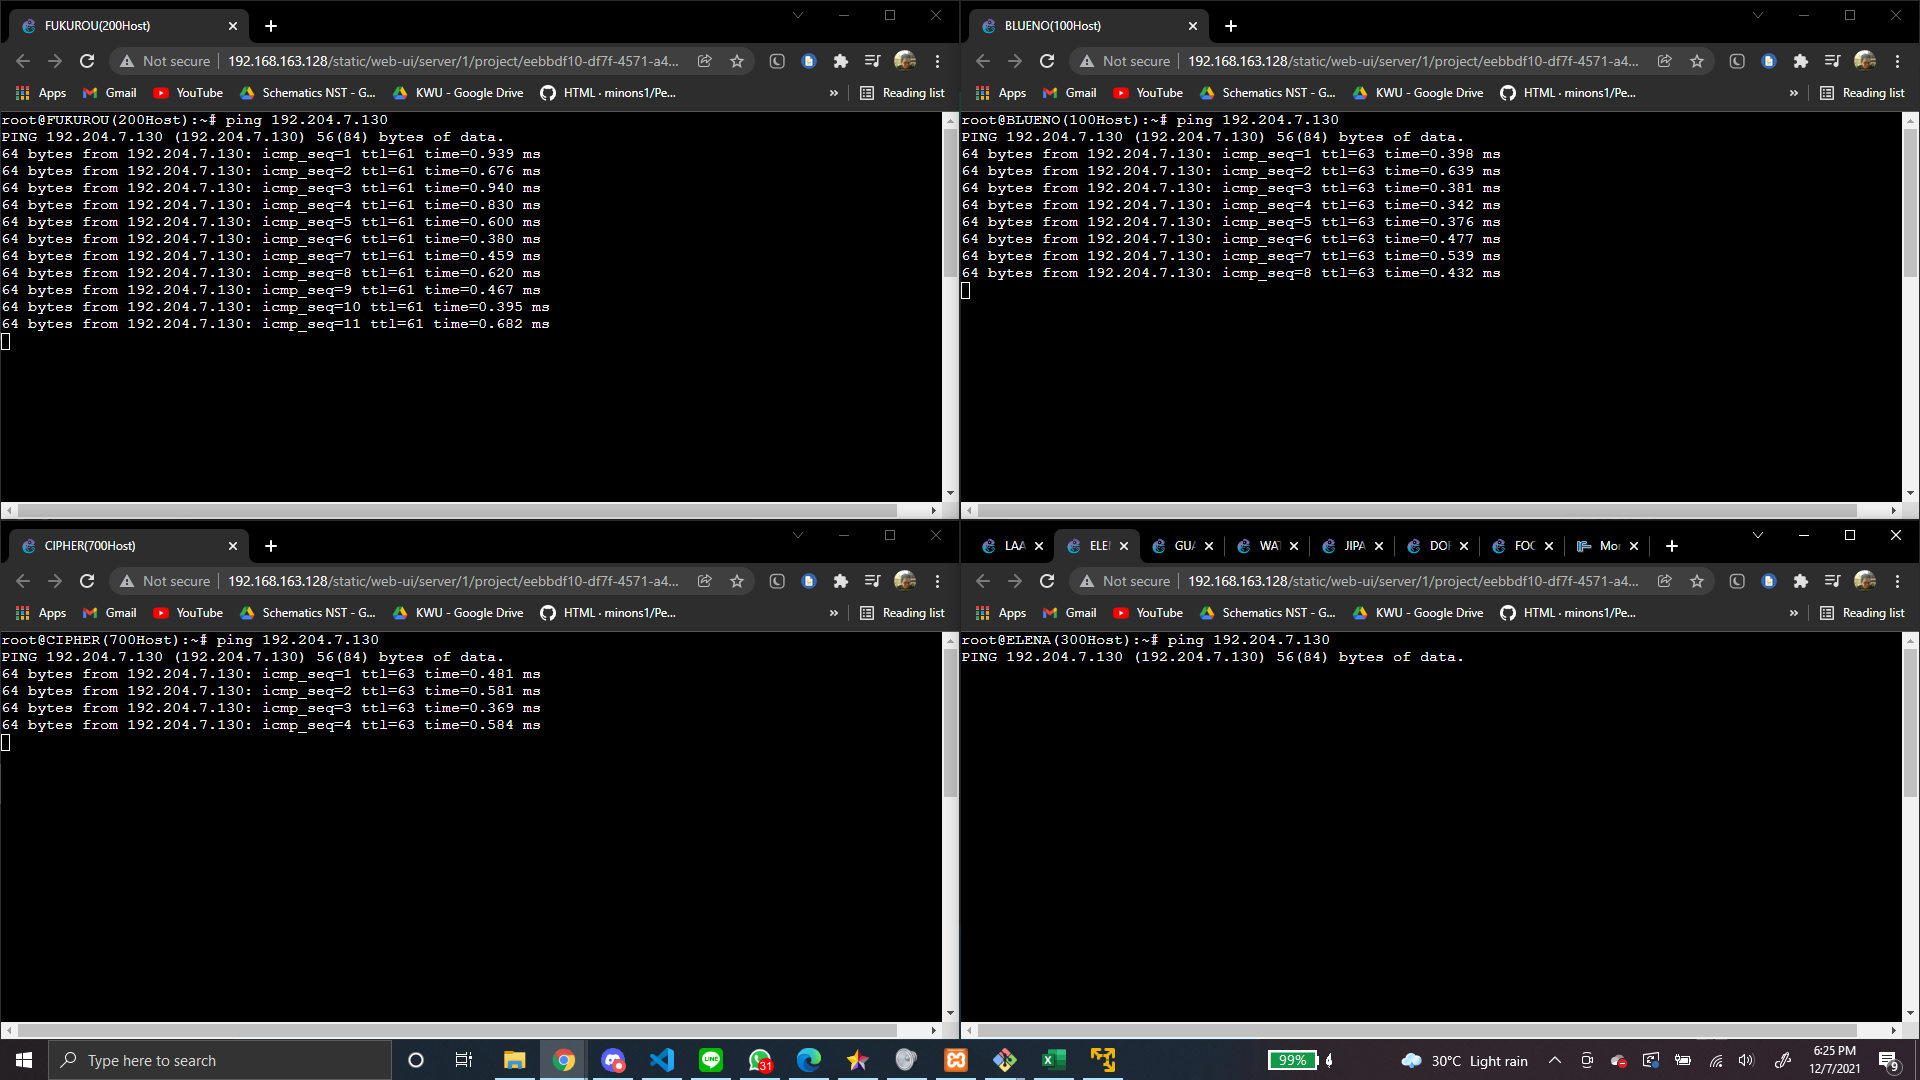 FUKUROU(200Host)
Not secure
192.168.163.128/static/web-ui/server/1/project/eebbdf10-df7f-4571-a4...
Apps
Gmail
YouTube
Schematics NST - G...
KWU - Google Drive
HTML · minons1/Pe...
»
Reading list
root@FUKUROU(200Host):~# ping 192.204.7.130
PING 192.204.7.130 (192.204.7.130) 56(84) bytes of data.
64 bytes from 192.204.7.130: icmp_seq=1 ttl=61 time=0.939 ms
64 bytes from 192.204.7.130: icmp_seq=2 ttl=61 time=0.676 ms
64 bytes from 192.204.7.130: icmp_seq=3 ttl=61 time=0.940 ms
64 bytes from 192.204.7.130: icmp_seq=4 ttl=61 time=0.830 ms
64 bytes from 192.204.7.130: icmp_seq=5 ttl=61 time=0.600 ms
64 bytes from 192.204.7.130: icmp_seq=6 ttl=61 time=0.380 ms
64 bytes from 192.204.7.130: icmp_seq=7 ttl=61 time=0.459 ms
64 bytes from 192.204.7.130: icmp_seq=8 ttl=61 time=0.620 ms
64 bytes from 192.204.7.130: icmp_seq=9 ttl=61 time=0.467 ms
64 bytes from 192.204.7.130: icmp_seq=10 ttl=61 time=0.395 ms
64 bytes from 192.204.7.130: icmp_seq=11 ttl=61 time=0.682 ms
BLUENO(100Host)
Not secure
192.168.163.128/static/web-ui/server/1/project/eebbdf10-df7f-4571-a4...
Apps
Gmail
YouTube
Schematics NST - G...
KWU - Google Drive
HTML · minons1/Pe...
»
Reading list
root@BLUENO(100Host):~# ping 192.204.7.130
PING 192.204.7.130 (192.204.7.130) 56(84) bytes of data.
64 bytes from 192.204.7.130: icmp_seq=1 ttl=63 time=0.398 ms
64 bytes from 192.204.7.130: icmp_seq=2 ttl=63 time=0.639 ms
64 bytes from 192.204.7.130: icmp_seq=3 ttl=63 time=0.381 ms
64 bytes from 192.204.7.130: icmp_seq=4 ttl=63 time=0.342 ms
64 bytes from 192.204.7.130: icmp_seq=5 ttl=63 time=0.376 ms
64 bytes from 192.204.7.130: icmp_seq=6 ttl=63 time=0.477 ms
64 bytes from 192.204.7.130: icmp_seq=7 ttl=63 time=0.539 ms
64 bytes from 192.204.7.130: icmp_seq=8 ttl=63 time=0.432 ms
CIPHER(700Host)
Not secure
192.168.163.128/static/web-ui/server/1/project/eebbdf10-df7f-4571-a4...
Apps
Gmail
YouTube
Schematics NST - G...
KWU - Google Drive
HTML · minons1/Pe...
»
Reading list
root@CIPHER(700Host):~# ping 192.204.7.130
PING 192.204.7.130 (192.204.7.130) 56(84) bytes of data.
64 bytes from 192.204.7.130: icmp_seq=1 ttl=63 time=0.481 ms
64 bytes from 192.204.7.130: icmp_seq=2 ttl=63 time=0.581 ms
64 bytes from 192.204.7.130: icmp_seq=3 ttl=63 time=0.369 ms
64 bytes from 192.204.7.130: icmp_seq=4 ttl=63 time=0.584 ms
LAA
ELE
GUA
WAT
JIPA
DOI
FOO
Mor
Not secure
192.168.163.128/static/web-ui/server/1/project/eebbdf10-df7f-4571-a4...
Apps
Gmail
YouTube
Schematics NST - G...
KWU - Google Drive
HTML · minons1/Pe...
»
Reading list
root@ELENA(300Host):~# ping 192.204.7.130
PING 192.204.7.130 (192.204.7.130) 56(84) bytes of data.
Type here to search
LINE
31
99%
30°C Light rain
6:25 PM
12/7/2021
9